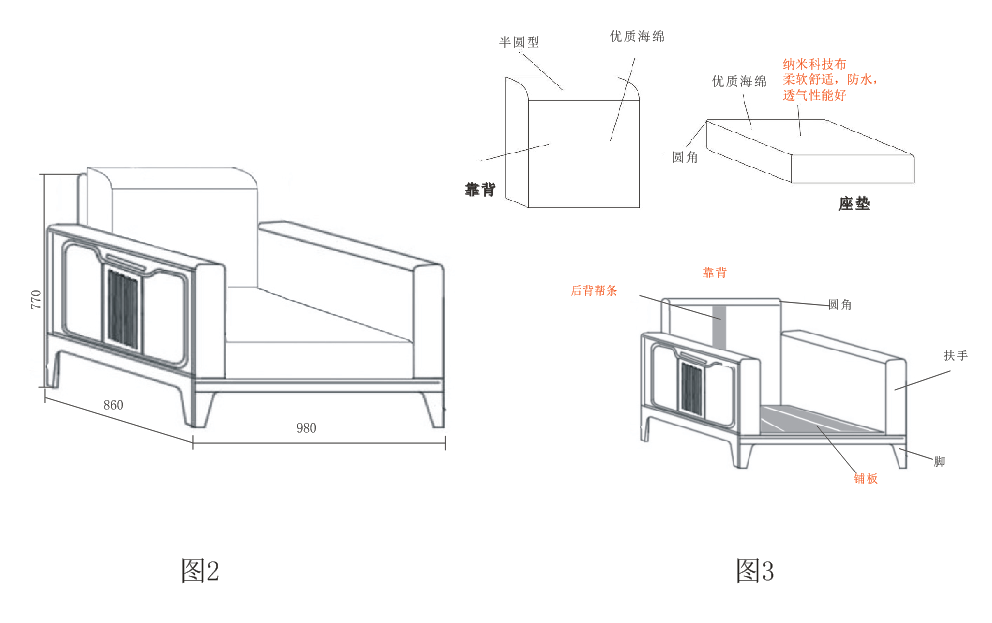 半圆型
优质海绵
靠背
优质海绵
纳米科技布
柔软舒适，防水，
透气性能好
圆角
座垫
770
860
980
靠背
后背帮条
圆角
扶手
脚
铺板
图2
图3